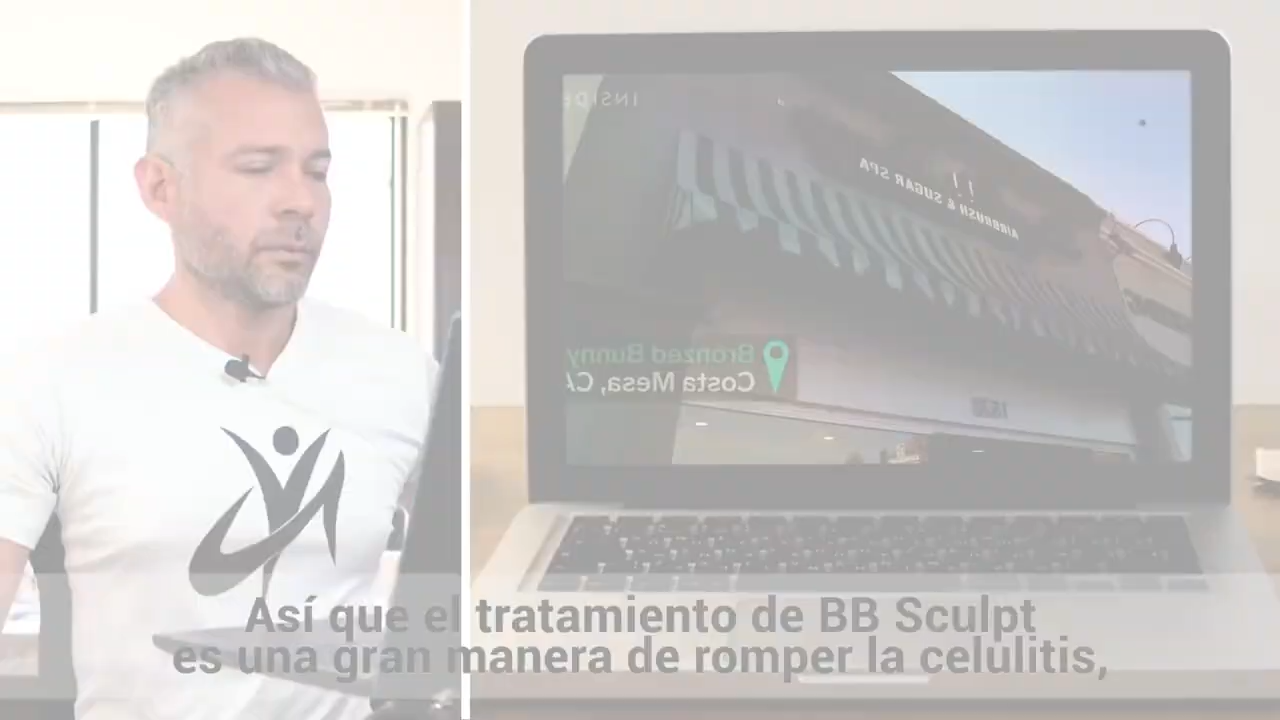 INSIDE
AIRBRUSH & SUGAR SPA
Bronzed Bunny
Costa Mesa, CA
Así que el tratamiento de BB Sculpt
es una gran manera de romper la celulitis,